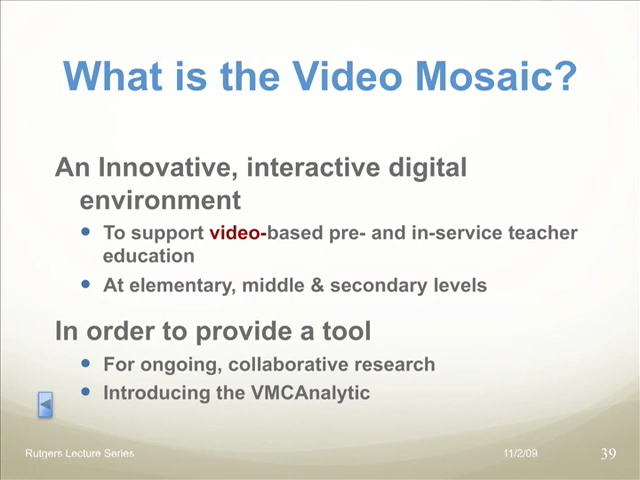 What is the Video Mosaic?
An Innovative, interactive digital
environment
To support video-based pre- and in-service teacher
education
At elementary, middle & secondary levels
In order to provide a tool
For ongoing, collaborative research
Introducing the VMCAnalytic
Rutgers Lecture Series
11/2/09
39